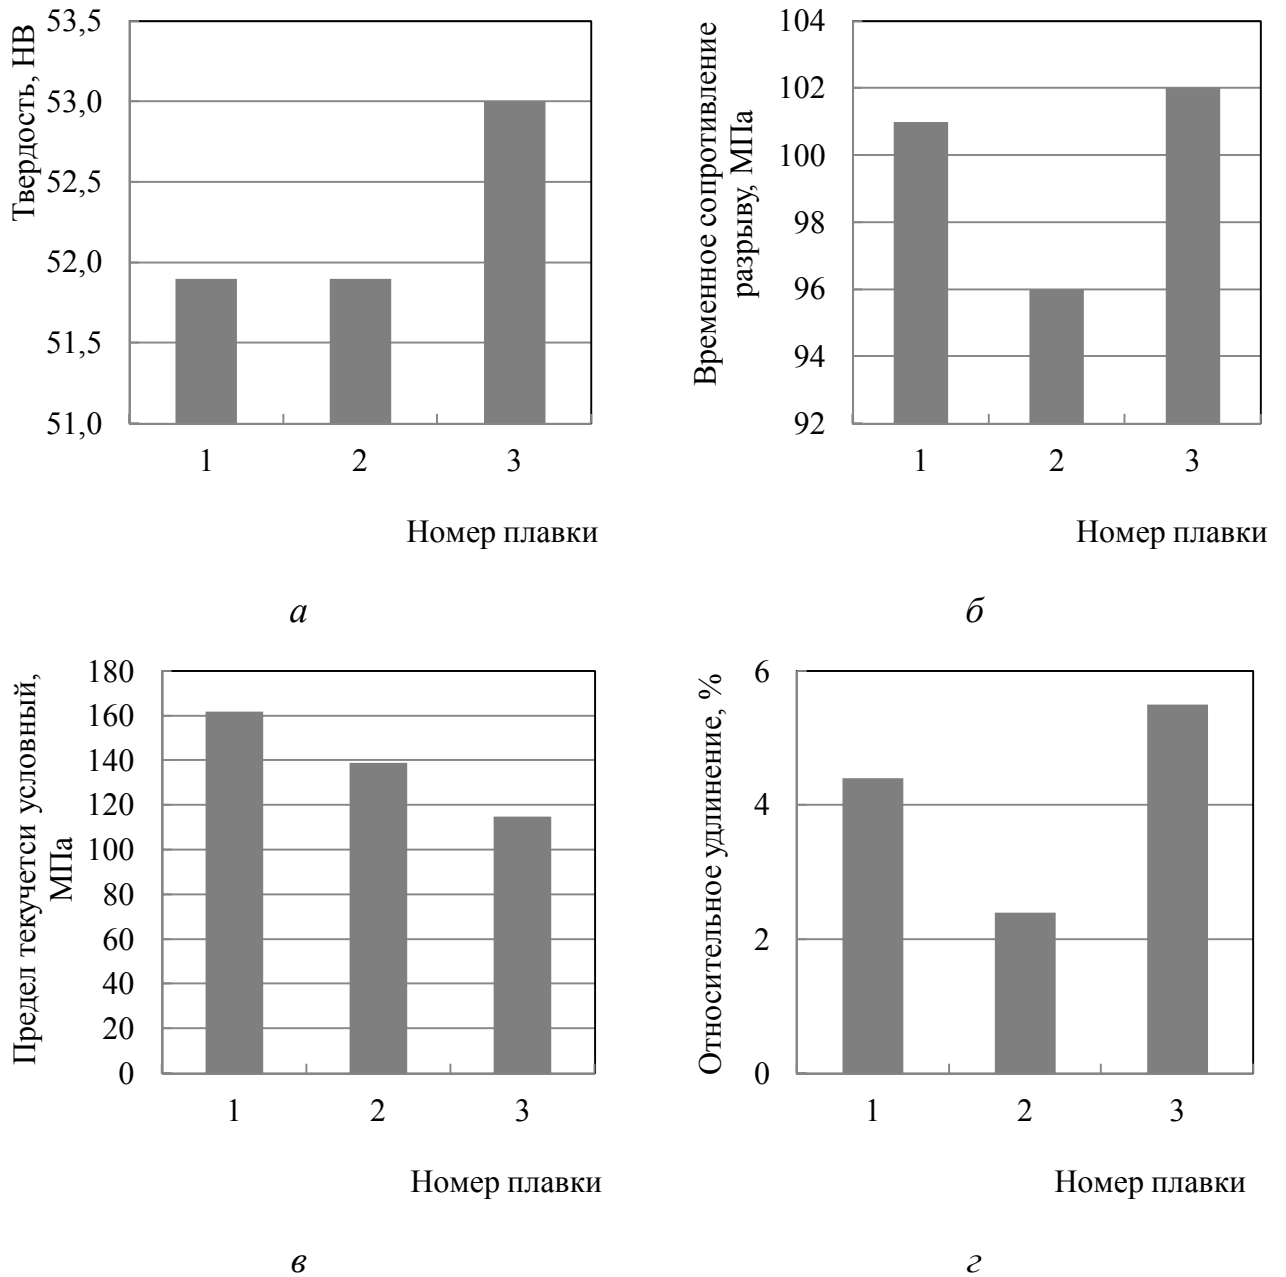 Твердость, НВ
53,5
53,0
52,5
52,0
51,5
51,0
1 2 3
Номер плавки
а
Временное сопротивление
разрыву, МПа
104
102
100
98
96
94
92
1 2 3
Номер плавки
б
Предел текучетси условный,
МПа
180
160
140
120
100
80
60
40
20
0
1 2 3
Номер плавки
в
Относительное удлинение, %
6
4
2
0
1 2 3
Номер плавки
г